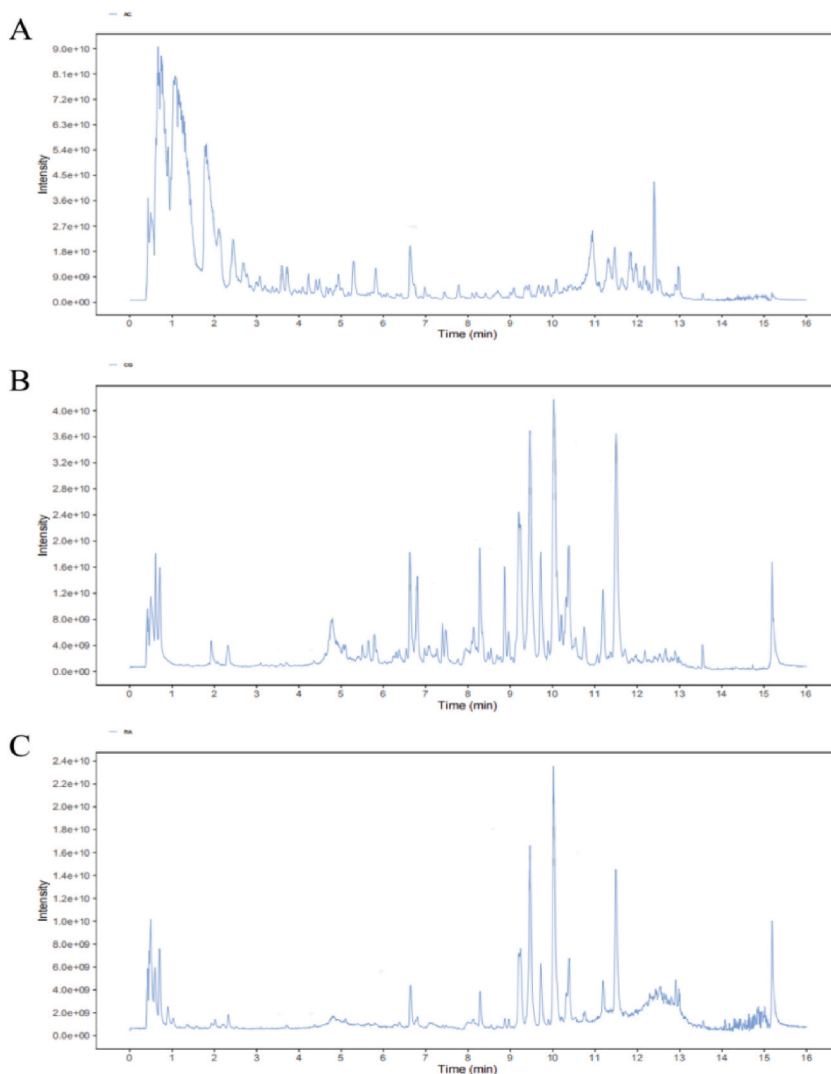 A
AC
9.0e+10
8.1e+10
7.2e+10
6.3e+10
5.4e+10
4.5e+10
3.6e+10
2.7e+10
1.8e+10
9.0e+09
0.0e+00
Intensity
0 1 2 3 4 5 6 7 8 9 10 11 12 13 14 15 16
Time (min)
B
CG
4.0e+10
3.6e+10
3.2e+10
2.8e+10
2.4e+10
2.0e+10
1.6e+10
1.2e+10
8.0e+09
4.0e+09
0.0e+00
Intensity
0 1 2 3 4 5 6 7 8 9 10 11 12 13 14 15 16
Time (min)
C
RA
2.4e+10
2.2e+10
2.0e+10
1.8e+10
1.6e+10
1.4e+10
1.2e+10
1.0e+10
8.0e+09
6.0e+09
4.0e+09
2.0e+09
0.0e+00
Intensity
0 1 2 3 4 5 6 7 8 9 10 11 12 13 14 15 16
Time (min)